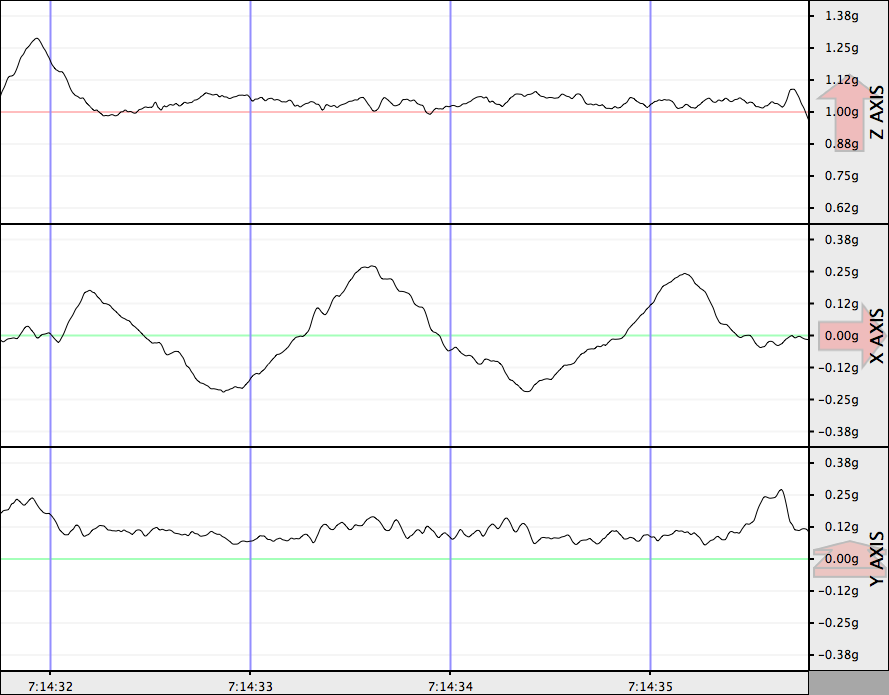 1.38g
1.25g
1.12g
1.00g
0.88g
0.75g
0.62g
Z AXIS
0.38g
0.25g
0.12g
0.00g
-0.12g
-0.25g
-0.38g
X AXIS
0.38g
0.25g
0.12g
0.00g
-0.12g
-0.25g
-0.38g
Y AXIS
7:14:32 7:14:33 7:14:34 7:14:35